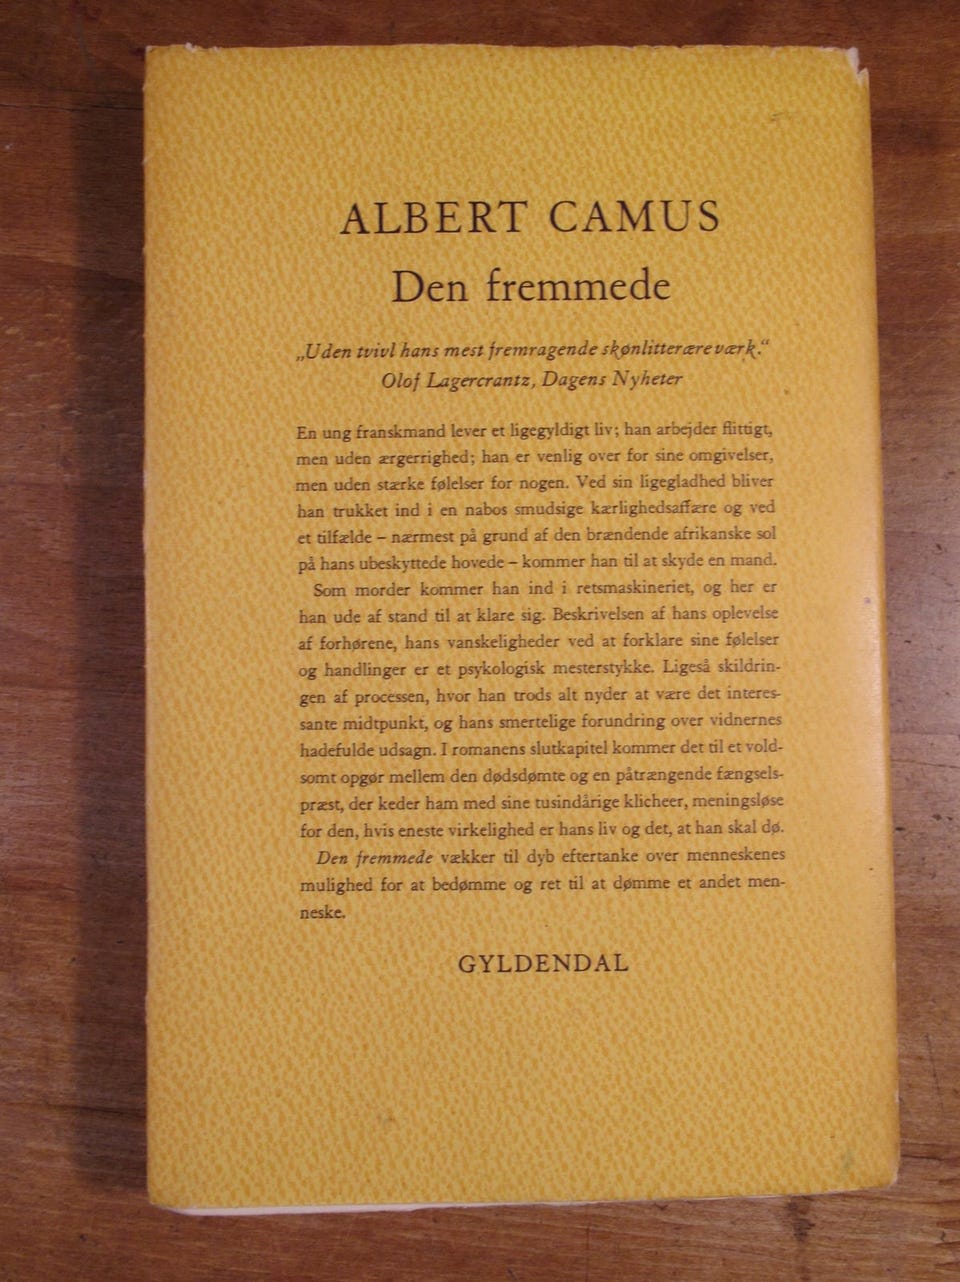 ALBERT CAMUS
Den fremmede
„Uden tvivl hans mest fremragende skønlitterære værk.“
Olof Lagercrantz, Dagens Nyheter
En ung franskmand lever et ligegyldigt liv; han arbejder flittigt,
men uden ærgerrighed; han er venlig over for sine omgivelser,
men uden stærke følelser for nogen. Ved sin ligegladhed bliver
han trukket ind i en nabos smudsige kærlighedsaffære og ved
et tilfælde – nærmest på grund af den brændende afrikanske sol
på hans ubeskyttede hovede – kommer han til at skyde en mand.
Som morder kommer han ind i retsmaskineriet, og her er
han ude af stand til at klare sig. Beskrivelsen af hans oplevelse
af forhørene, hans vanskeligheder ved at forklare sine følelser
og handlinger er et psykologisk mesterstykke. Ligeså skildrin-
gen af processen, hvor han trods alt nyder at være det interes-
sante midtpunkt, og hans smertelige forundring over vidnernes
hadefulde udsagn. I romanens slutkapitel kommer det til et vold-
somt opgør mellem den dødsdømte og en påtrængende fængsels-
præst, der keder ham med sine tusindårige klicheer, meningsløse
for den, hvis eneste virkelighed er hans liv og det, at han skal dø.
Den fremmede vækker til dyb eftertanke over menneskenes
mulighed for at bedømme og ret til at dømme et andet men-
neske.
GYLDENDAL